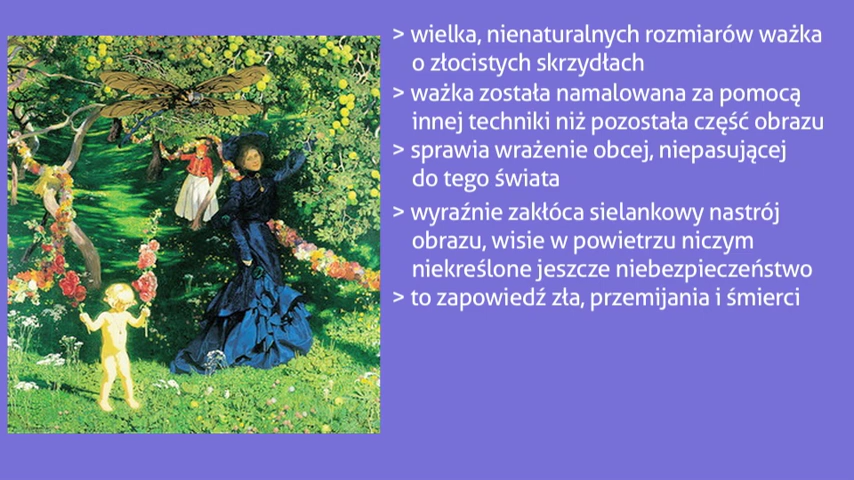 > wielka, nienaturalnych rozmiarów ważka
o złocistych skrzydłach
> ważka została namalowana za pomocą
innej techniki niż pozostała część obrazu
> sprawia wrażenie obcej, niepasującej
do tego świata
> wyraźnie zakłóca sielankowy nastrój
obrazu, wisie w powietrzu niczym
niekreślone jeszcze niebezpieczeństwo
> to zapowiedź zła, przemijania i śmierci